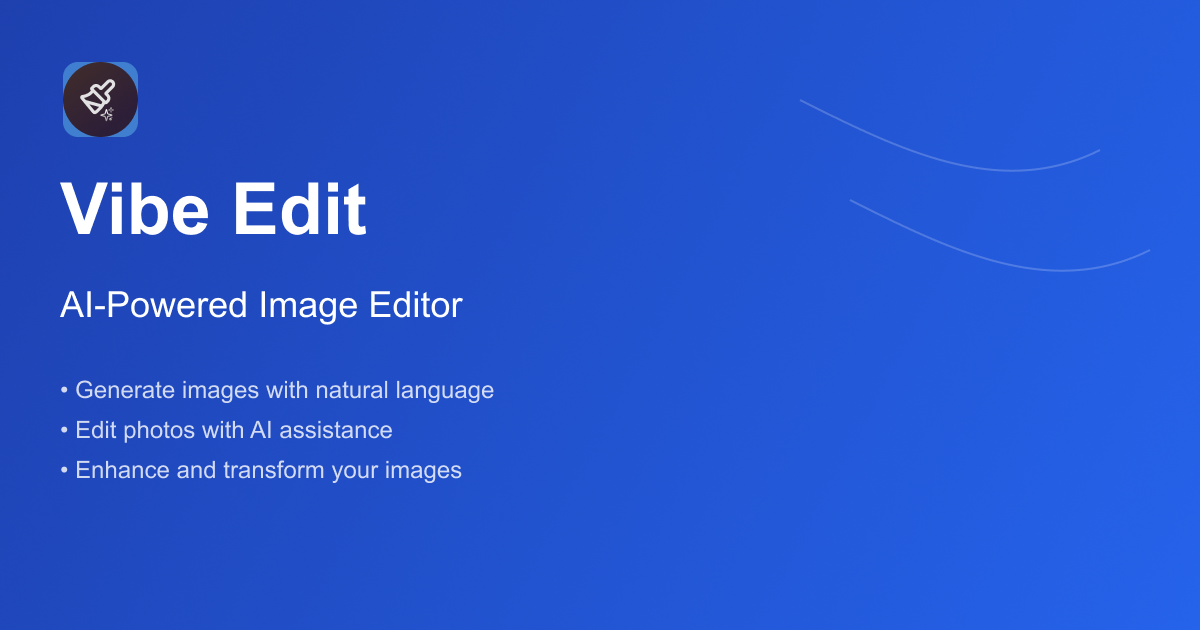 Vibe Edit
AI-Powered Image Editor
• Generate images with natural language
• Edit photos with AI assistance
• Enhance and transform your images